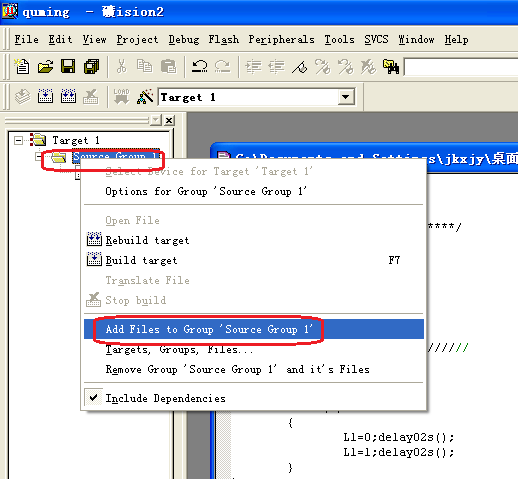 quming - 礦ision2
File Edit View Project Debug Flash Peripherals Tools SVCS Window Help
LOAD
Target 1
Target 1
Source Group 1
C:\Documents and Settings\jkxjy\桌面
Select Device for Target 'Target 1'
Options for Group 'Source Group 1'
****/
Open File
Rebuild target
Build target F7
Translate File
Stop build
Add Files to Group 'Source Group 1'
Targets, Groups, Files...
//////
Remove Group 'Source Group 1' and it's Files
Include Dependencies
{
L1=0;delay02s();
L1=1;delay02s();
}